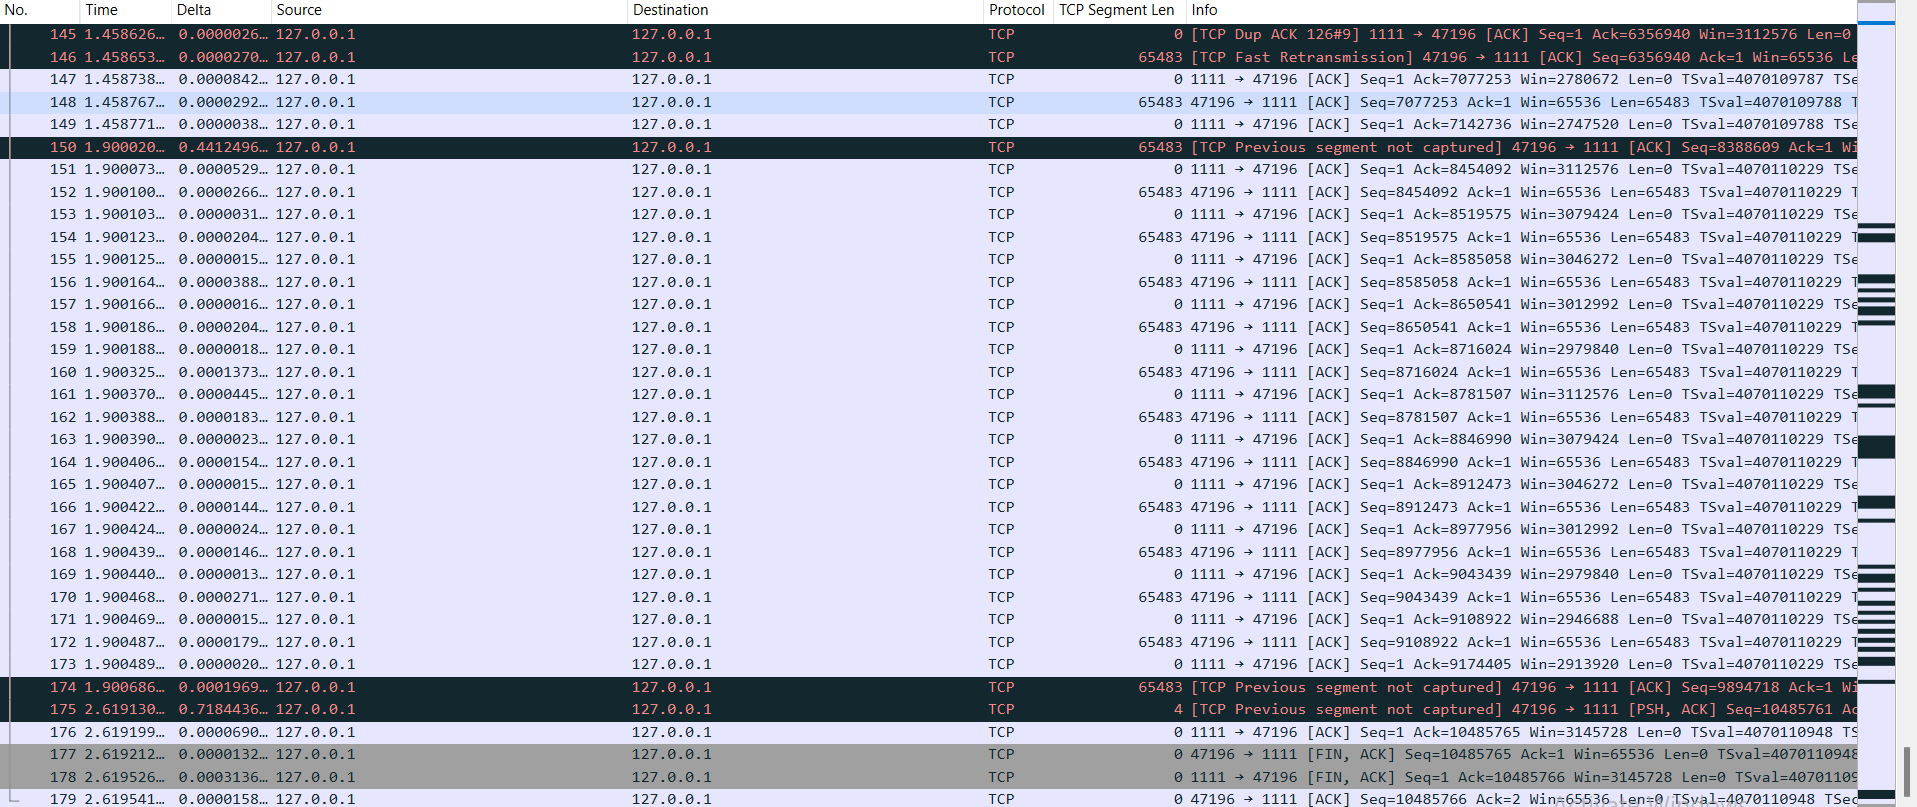 No. Time Delta Source Destination Protocol TCP Segment Len Info
145 1.458626… 0.0000026… 127.0.0.1 127.0.0.1 TCP 0 [TCP Dup ACK 126#9] 1111 → 47196 [ACK] Seq=1 Ack=6356940 Win=3112576 Len=0
146 1.458653… 0.0000270… 127.0.0.1 127.0.0.1 TCP 65483 [TCP Fast Retransmission] 47196 → 1111 [ACK] Seq=6356940 Ack=1 Win=65536 Le
147 1.458738… 0.0000842… 127.0.0.1 127.0.0.1 TCP 0 1111 → 47196 [ACK] Seq=1 Ack=7077253 Win=2780672 Len=0 TSval=4070109787 TSe
148 1.458767… 0.0000292… 127.0.0.1 127.0.0.1 TCP 65483 47196 → 1111 [ACK] Seq=7077253 Ack=1 Win=65536 Len=65483 TSval=4070109788 T
149 1.458771… 0.0000038… 127.0.0.1 127.0.0.1 TCP 0 1111 → 47196 [ACK] Seq=1 Ack=7142736 Win=2747520 Len=0 TSval=4070109788 TSe
150 1.900020… 0.4412496… 127.0.0.1 127.0.0.1 TCP 65483 [TCP Previous segment not captured] 47196 → 1111 [ACK] Seq=8388609 Ack=1 Wi
151 1.900073… 0.0000529… 127.0.0.1 127.0.0.1 TCP 0 1111 → 47196 [ACK] Seq=1 Ack=8454092 Win=3112576 Len=0 TSval=4070110229 TSe
152 1.900100… 0.0000266… 127.0.0.1 127.0.0.1 TCP 65483 47196 → 1111 [ACK] Seq=8454092 Ack=1 Win=65536 Len=65483 TSval=4070110229 T
153 1.900103… 0.0000031… 127.0.0.1 127.0.0.1 TCP 0 1111 → 47196 [ACK] Seq=1 Ack=8519575 Win=3079424 Len=0 TSval=4070110229 TSe
154 1.900123… 0.0000204… 127.0.0.1 127.0.0.1 TCP 65483 47196 → 1111 [ACK] Seq=8519575 Ack=1 Win=65536 Len=65483 TSval=4070110229 T
155 1.900125… 0.0000015… 127.0.0.1 127.0.0.1 TCP 0 1111 → 47196 [ACK] Seq=1 Ack=8585058 Win=3046272 Len=0 TSval=4070110229 TSe
156 1.900164… 0.0000388… 127.0.0.1 127.0.0.1 TCP 65483 47196 → 1111 [ACK] Seq=8585058 Ack=1 Win=65536 Len=65483 TSval=4070110229 T
157 1.900166… 0.0000016… 127.0.0.1 127.0.0.1 TCP 0 1111 → 47196 [ACK] Seq=1 Ack=8650541 Win=3012992 Len=0 TSval=4070110229 TSe
158 1.900186… 0.0000204… 127.0.0.1 127.0.0.1 TCP 65483 47196 → 1111 [ACK] Seq=8650541 Ack=1 Win=65536 Len=65483 TSval=4070110229 T
159 1.900188… 0.0000018… 127.0.0.1 127.0.0.1 TCP 0 1111 → 47196 [ACK] Seq=1 Ack=8716024 Win=2979840 Len=0 TSval=4070110229 TSe
160 1.900325… 0.0001373… 127.0.0.1 127.0.0.1 TCP 65483 47196 → 1111 [ACK] Seq=8716024 Ack=1 Win=65536 Len=65483 TSval=4070110229 T
161 1.900370… 0.0000445… 127.0.0.1 127.0.0.1 TCP 0 1111 → 47196 [ACK] Seq=1 Ack=8781507 Win=3112576 Len=0 TSval=4070110229 TSe
162 1.900388… 0.0000183… 127.0.0.1 127.0.0.1 TCP 65483 47196 → 1111 [ACK] Seq=8781507 Ack=1 Win=65536 Len=65483 TSval=4070110229 T
163 1.900390… 0.0000023… 127.0.0.1 127.0.0.1 TCP 0 1111 → 47196 [ACK] Seq=1 Ack=8846990 Win=3079424 Len=0 TSval=4070110229 TSe
164 1.900406… 0.0000154… 127.0.0.1 127.0.0.1 TCP 65483 47196 → 1111 [ACK] Seq=8846990 Ack=1 Win=65536 Len=65483 TSval=4070110229 T
165 1.900407… 0.0000015… 127.0.0.1 127.0.0.1 TCP 0 1111 → 47196 [ACK] Seq=1 Ack=8912473 Win=3046272 Len=0 TSval=4070110229 TSe
166 1.900422… 0.0000144… 127.0.0.1 127.0.0.1 TCP 65483 47196 → 1111 [ACK] Seq=8912473 Ack=1 Win=65536 Len=65483 TSval=4070110229 T
167 1.900424… 0.0000024… 127.0.0.1 127.0.0.1 TCP 0 1111 → 47196 [ACK] Seq=1 Ack=8977956 Win=3012992 Len=0 TSval=4070110229 TSe
168 1.900439… 0.0000146… 127.0.0.1 127.0.0.1 TCP 65483 47196 → 1111 [ACK] Seq=8977956 Ack=1 Win=65536 Len=65483 TSval=4070110229 T
169 1.900440… 0.0000013… 127.0.0.1 127.0.0.1 TCP 0 1111 → 47196 [ACK] Seq=1 Ack=9043439 Win=2979840 Len=0 TSval=4070110229 TSe
170 1.900468… 0.0000271… 127.0.0.1 127.0.0.1 TCP 65483 47196 → 1111 [ACK] Seq=9043439 Ack=1 Win=65536 Len=65483 TSval=4070110229 T
171 1.900469… 0.0000015… 127.0.0.1 127.0.0.1 TCP 0 1111 → 47196 [ACK] Seq=1 Ack=9108922 Win=2946688 Len=0 TSval=4070110229 TSe
172 1.900487… 0.0000179… 127.0.0.1 127.0.0.1 TCP 65483 47196 → 1111 [ACK] Seq=9108922 Ack=1 Win=65536 Len=65483 TSval=4070110229 T
173 1.900489… 0.0000020… 127.0.0.1 127.0.0.1 TCP 0 1111 → 47196 [ACK] Seq=1 Ack=9174405 Win=2913920 Len=0 TSval=4070110229 TSe
174 1.900686… 0.0001969… 127.0.0.1 127.0.0.1 TCP 65483 [TCP Previous segment not captured] 47196 → 1111 [ACK] Seq=9894718 Ack=1 Wi
175 2.619130… 0.7184436… 127.0.0.1 127.0.0.1 TCP 4 [TCP Previous segment not captured] 47196 → 1111 [PSH, ACK] Seq=10485761 Ac
176 2.619199… 0.0000690… 127.0.0.1 127.0.0.1 TCP 0 1111 → 47196 [ACK] Seq=1 Ack=10485765 Win=3145728 Len=0 TSval=4070110948 TS
177 2.619212… 0.0000132… 127.0.0.1 127.0.0.1 TCP 0 47196 → 1111 [FIN, ACK] Seq=10485765 Ack=1 Win=65536 Len=0 TSval=4070110948
178 2.619526… 0.0003136… 127.0.0.1 127.0.0.1 TCP 0 1111 → 47196 [FIN, ACK] Seq=1 Ack=10485766 Win=3145728 Len=0 TSval=40701109
179 2.619541… 0.0000158… 127.0.0.1 127.0.0.1 TCP 0 47196 → 1111 [ACK] Seq=10485766 Ack=2 Win=65536 Len=0 TSval=4070110948 TS